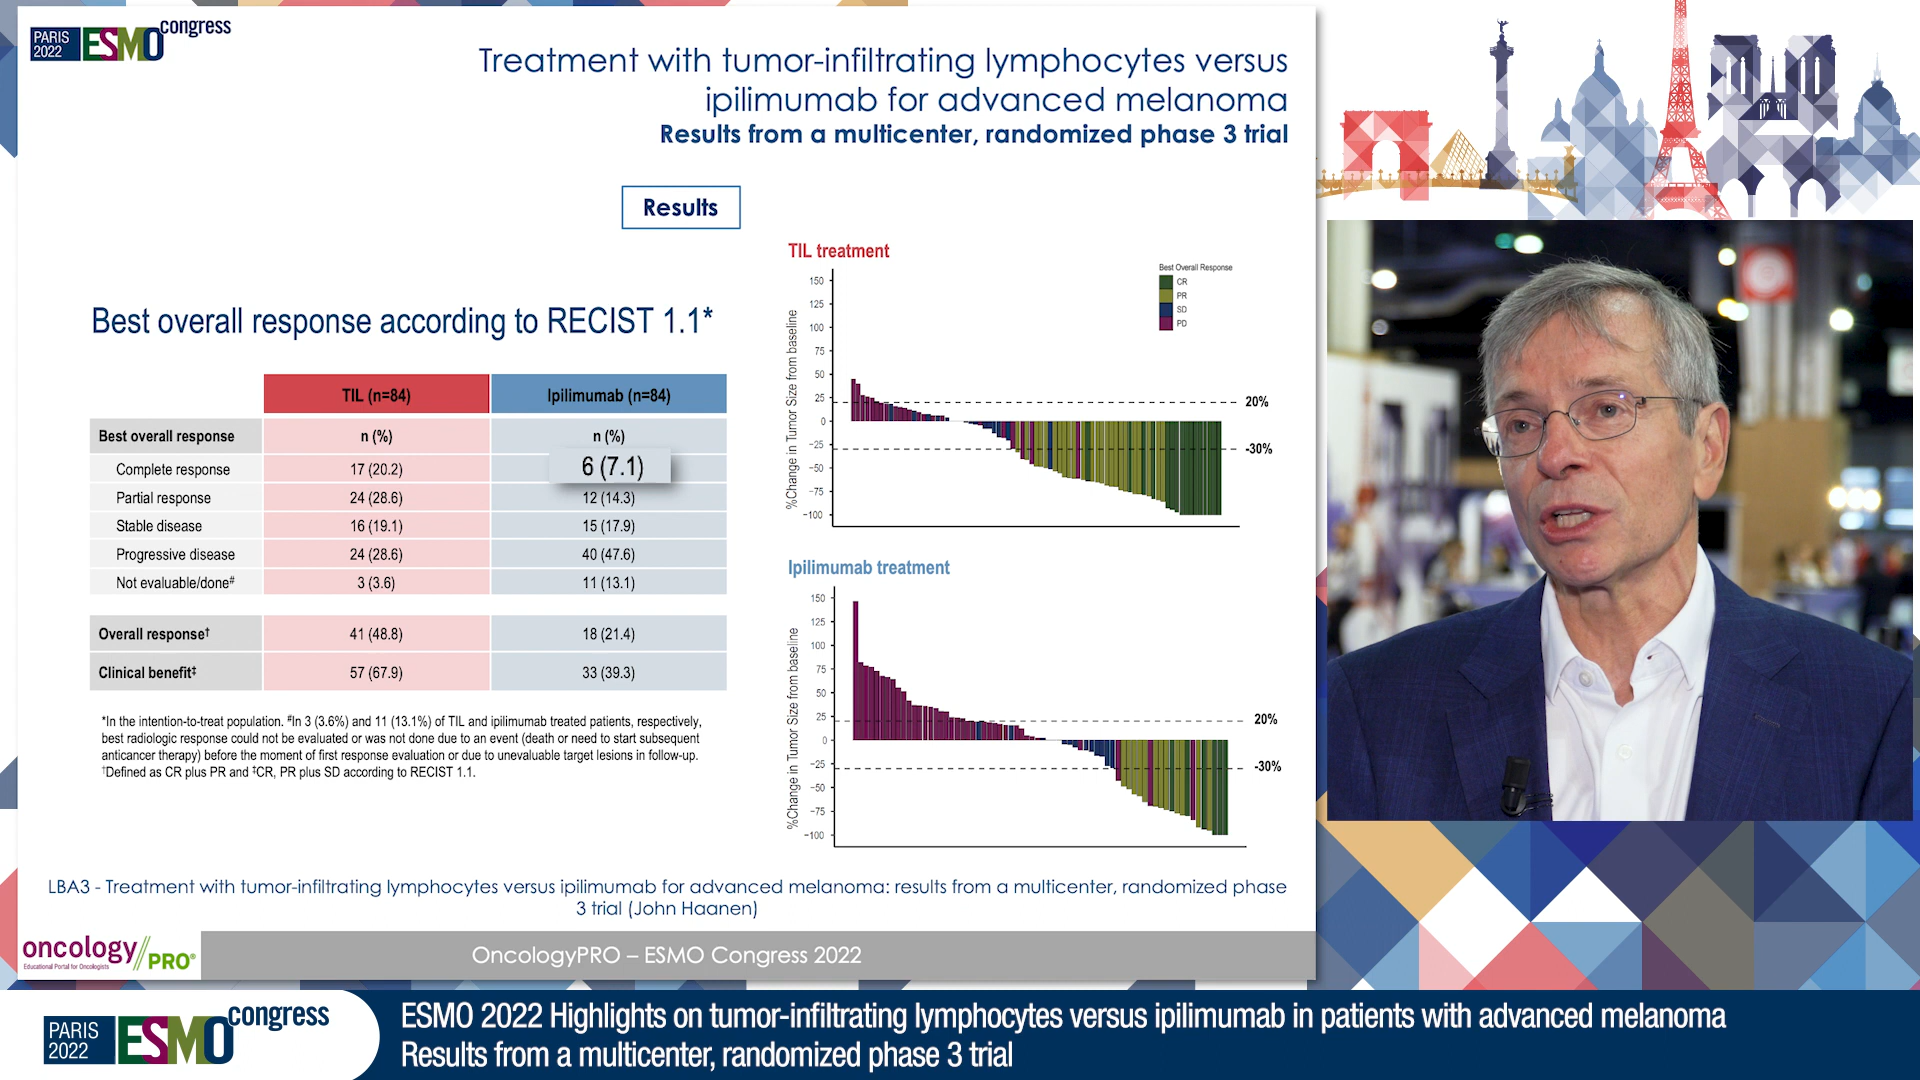 PARIS
2022
ESMO congress
Treatment with tumor-infiltrating lymphocytes versus
ipilimumab for advanced melanoma
Results from a multicenter, randomized phase 3 trial
Results
Best overall response according to RECIST 1.1*
TIL (n=84) Ipilimumab (n=84)
Best overall response n (%) n (%)
Complete response 17 (20.2) 6 (7.1)
Partial response 24 (28.6) 12 (14.3)
Stable disease 16 (19.1) 15 (17.9)
Progressive disease 24 (28.6) 40 (47.6)
Not evaluable/done# 3 (3.6) 11 (13.1)
Overall response† 41 (48.8) 18 (21.4)
Clinical benefit‡ 57 (67.9) 33 (39.3)
*In the intention-to-treat population. #In 3 (3.6%) and 11 (13.1%) of TIL and ipilimumab treated patients, respectively,
best radiologic response could not be evaluated or was not done due to an event (death or need to start subsequent
anticancer therapy) before the moment of first response evaluation or due to unevaluable target lesions in follow-up.
†Defined as CR plus PR and ‡CR, PR plus SD according to RECIST 1.1.
TIL treatment
Best Overall Response
CR
PR
SD
PD
%Change in Tumor Size from baseline
150
125
100
75
50
25
0
−25
−50
−75
−100
20%
-30%
Ipilimumab treatment
%Change in Tumor Size from baseline
150
125
100
75
50
25
0
−25
−50
−75
−100
20%
-30%
LBA3 - Treatment with tumor-infiltrating lymphocytes versus ipilimumab for advanced melanoma: results from a multicenter, randomized phase
3 trial (John Haanen)
oncology//PRO®
Educational Portal for Oncologists
OncologyPRO – ESMO Congress 2022
PARIS
2022
ESMO congress
ESMO 2022 Highlights on tumor-infiltrating lymphocytes versus ipilimumab in patients with advanced melanoma
Results from a multicenter, randomized phase 3 trial